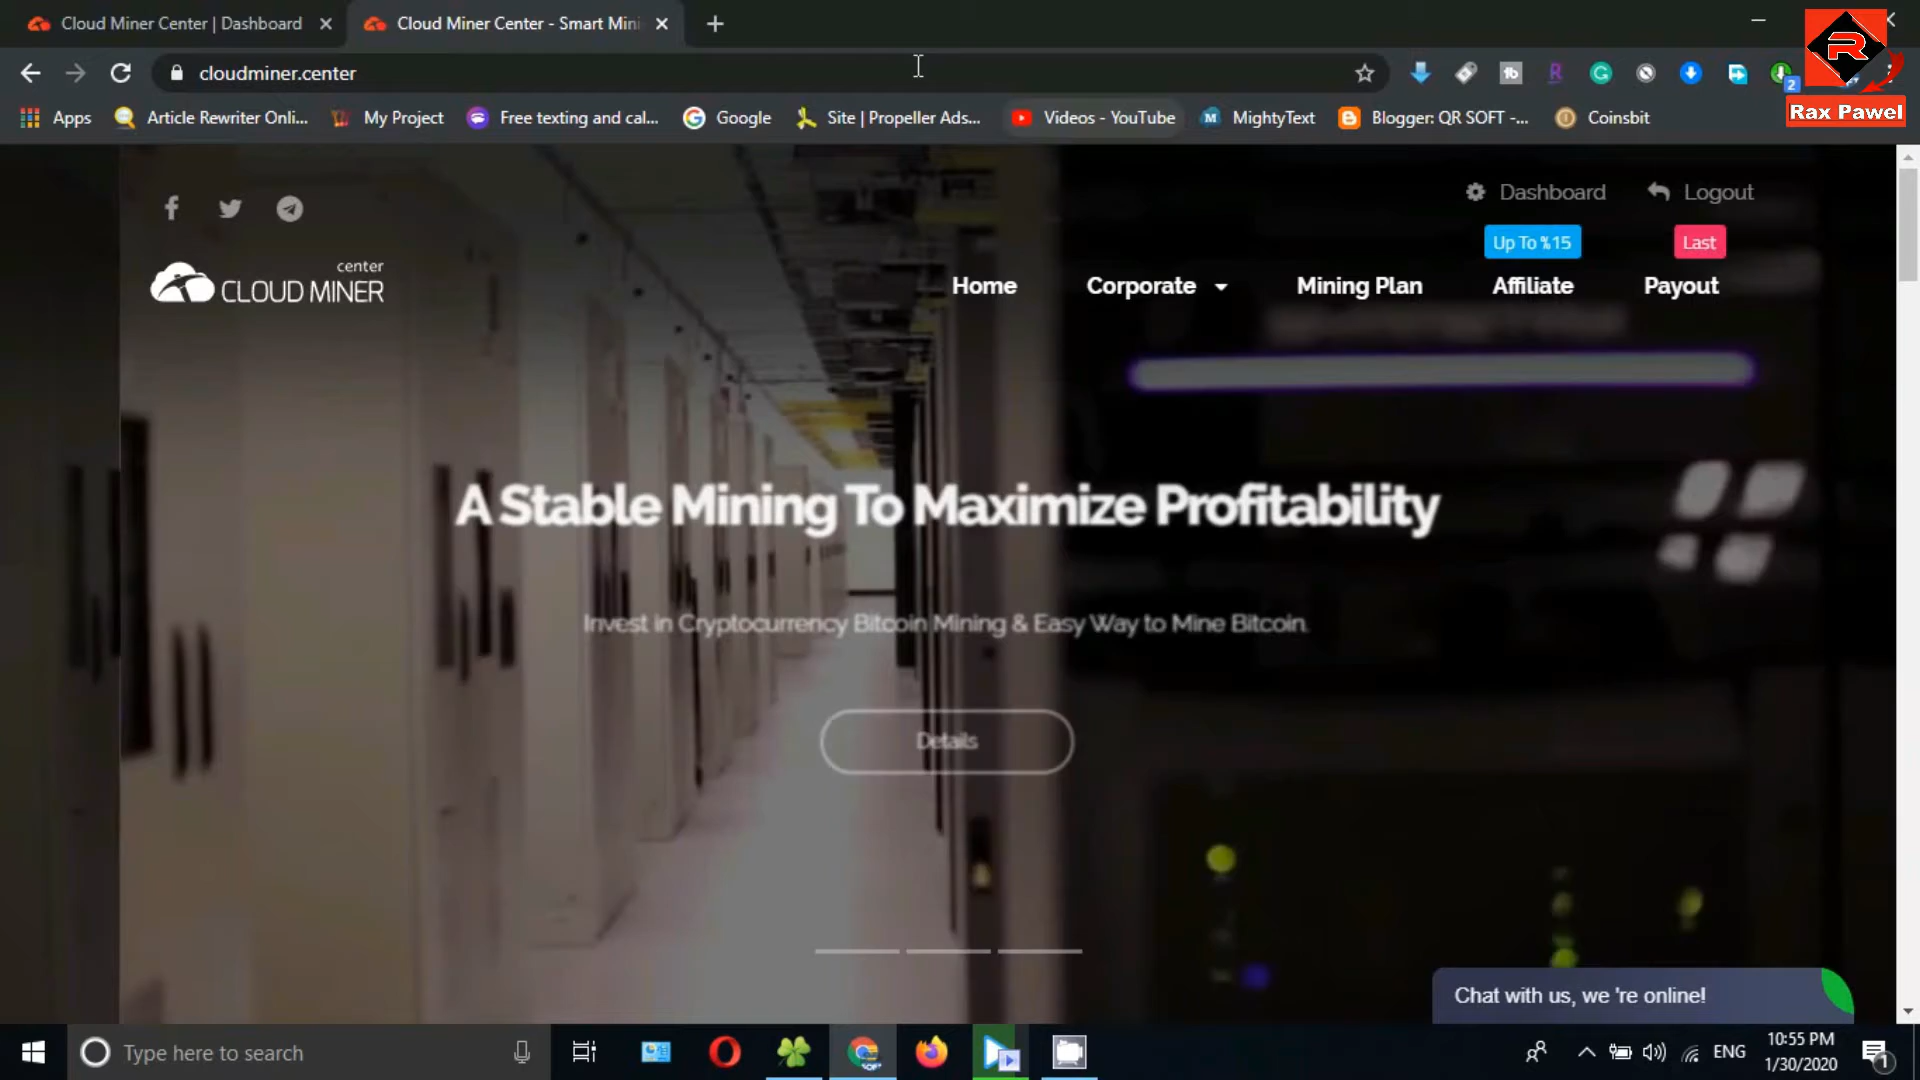 Cloud Miner Center | Dashboard
Cloud Miner Center - Smart Mini
cloudminer.center
Apps
Article Rewriter Onli...
My Project
Free texting and cal...
Google
Site | Propeller Ads...
Videos - YouTube
MightyText
Blogger: QR SOFT -...
Coinsbit
R
Rax Pawel
2
Dashboard
Logout
Up To %15
Last
center
CLOUD MINER
Home
Corporate
Mining Plan
Affiliate
Payout
A Stable Mining To Maximize Profitability
Invest in Cryptocurrency Bitcoin Mining & Easy Way to Mine Bitcoin.
Details
Chat with us, we 're online!
Type here to search
ENG
10:55 PM
1/30/2020
1